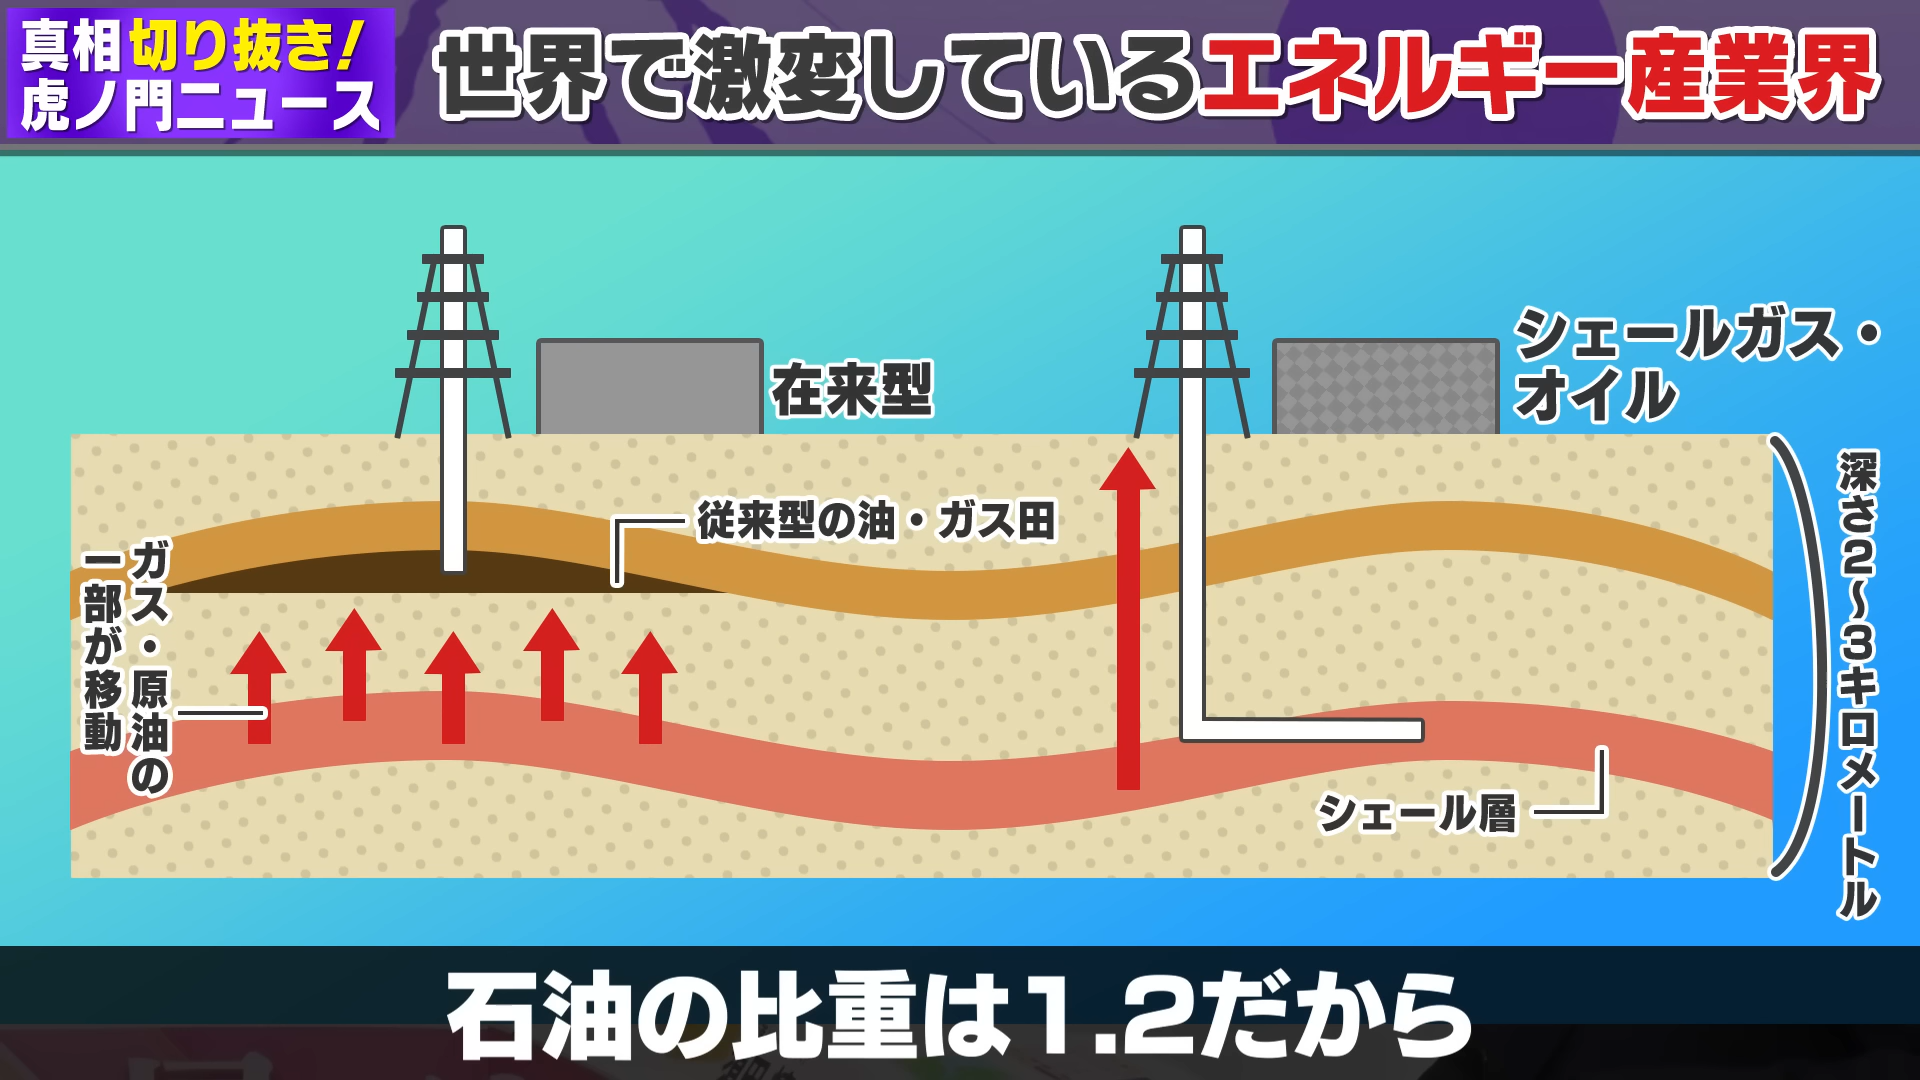 真相切り抜き!
虎ノ門ニュース
世界で激変しているエネルギー産業界
在来型
シェールガス・
オイル
従来型の油・ガス田
ガス・原油の
一部が移動
シェール層
深さ2～3キロメートル
石油の比重は1.2だから